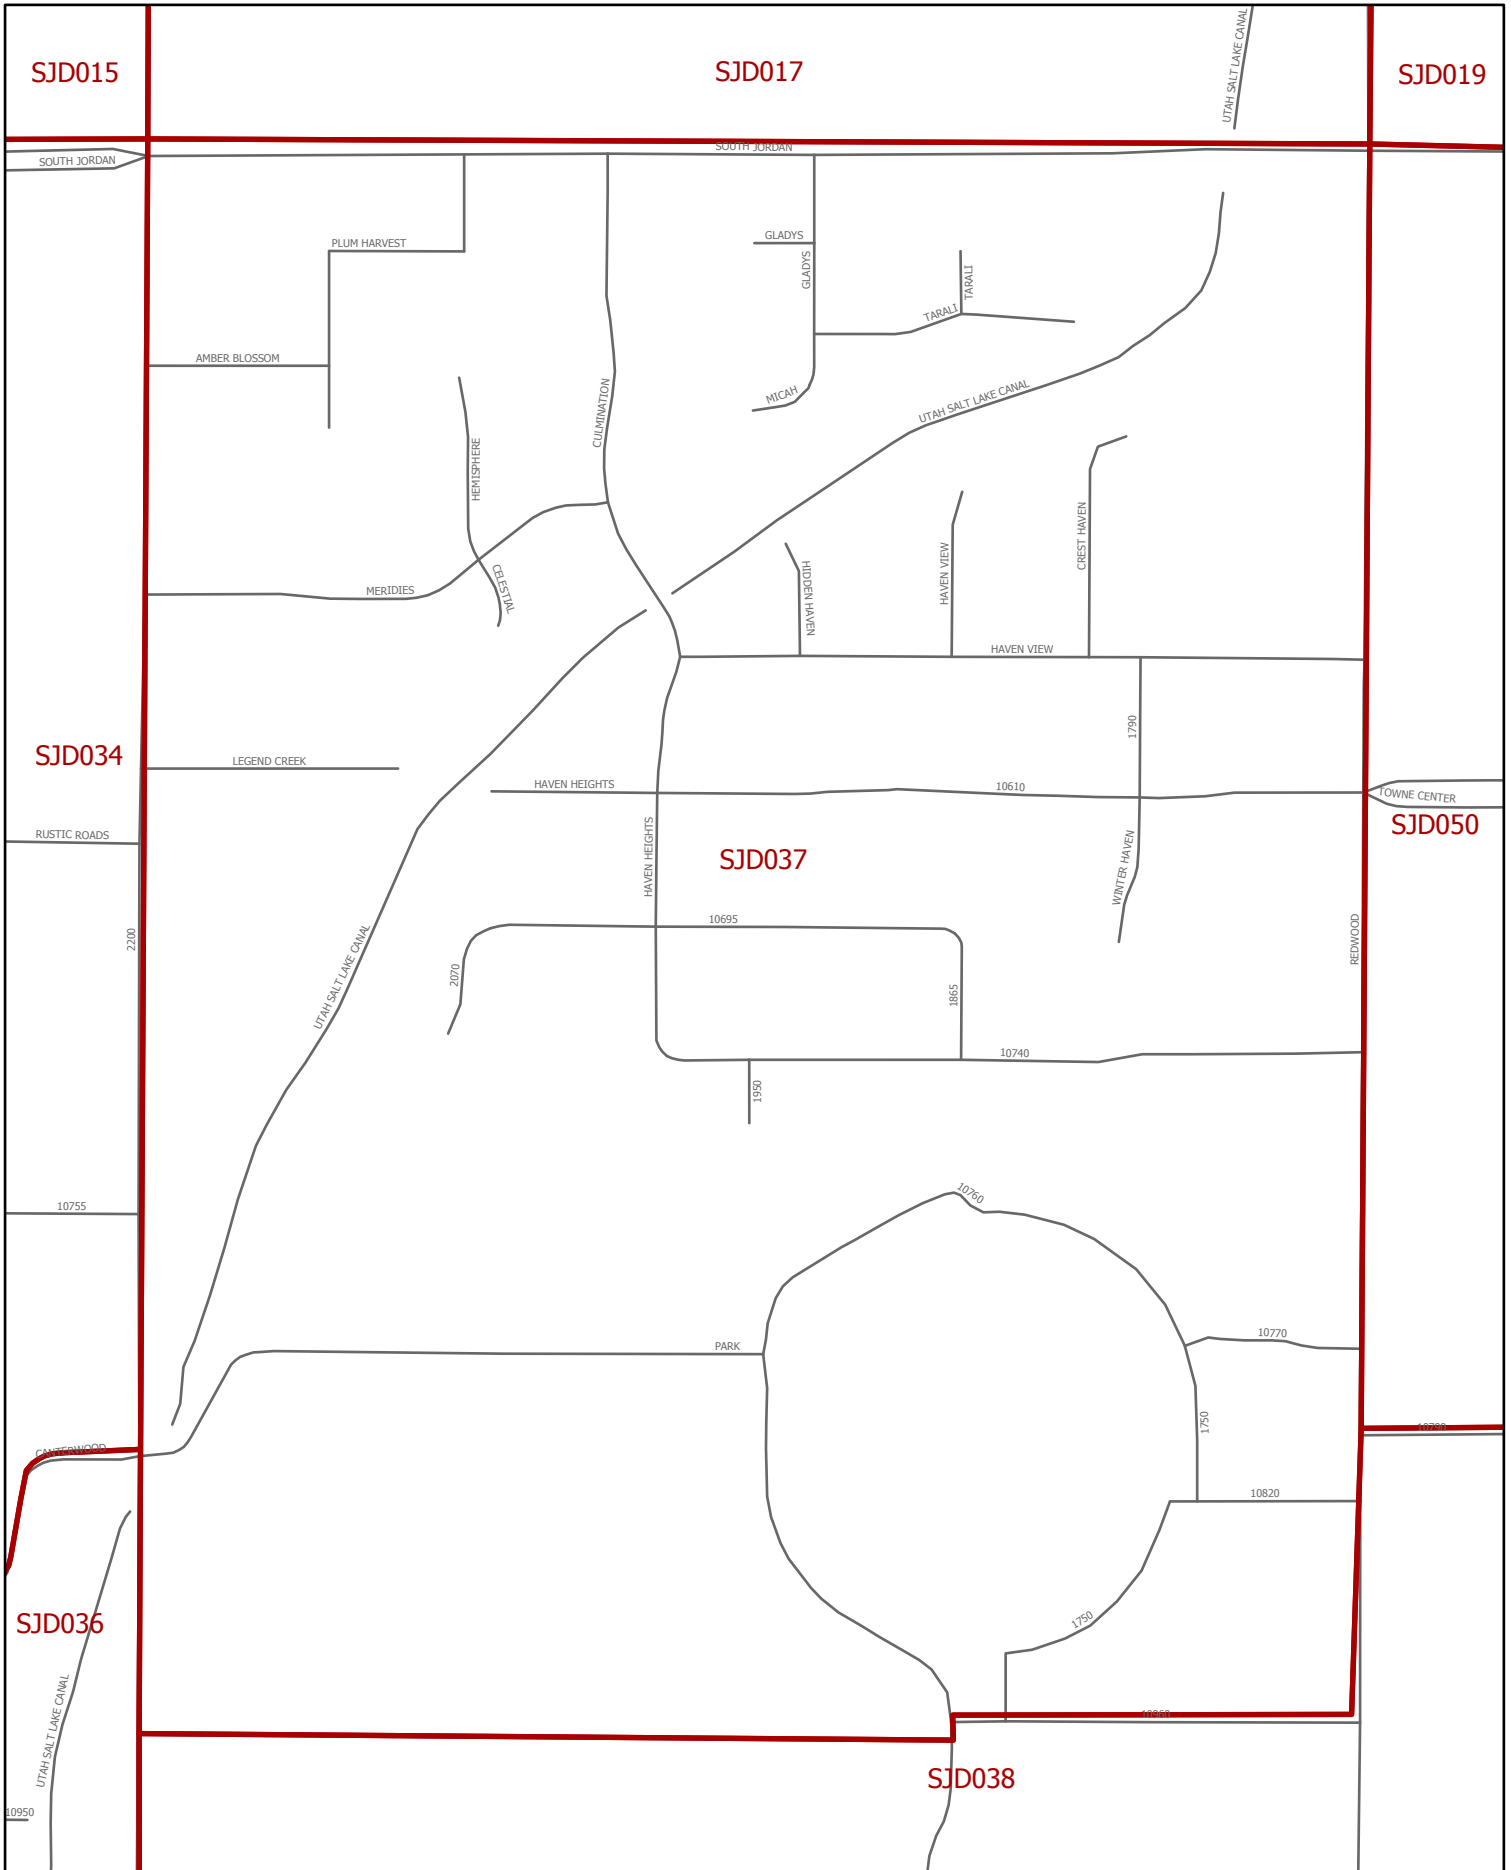 UTAH SALT LAKE CANAL
SJD015
SJD017
SJD019
SOUTH JORDAN
SOUTH JORDAN
PLUM HARVEST
GLADYS
GLADYS
TARALI
TARALI
AMBER BLOSSOM
MICAH
UTAH SALT LAKE CANAL
CULMINATION
HEMISPHERE
CREST HAVEN
HAVEN VIEW
HIDDEN HAVEN
CELESTIAL
MERIDIES
HAVEN VIEW
1790
SJD034
LEGEND CREEK
HAVEN HEIGHTS
10610
TOWNE CENTER
SJD050
RUSTIC ROADS
HAVEN HEIGHTS
SJD037
WINTER HAVEN
10695
2200
REDWOOD
UTAH SALT LAKE CANAL
2070
1865
10740
1950
10760
10755
10770
PARK
1750
10790
CANTERWOOD
10820
SJD036
1750
UTAH SALT LAKE CANAL
10960
SJD038
10950